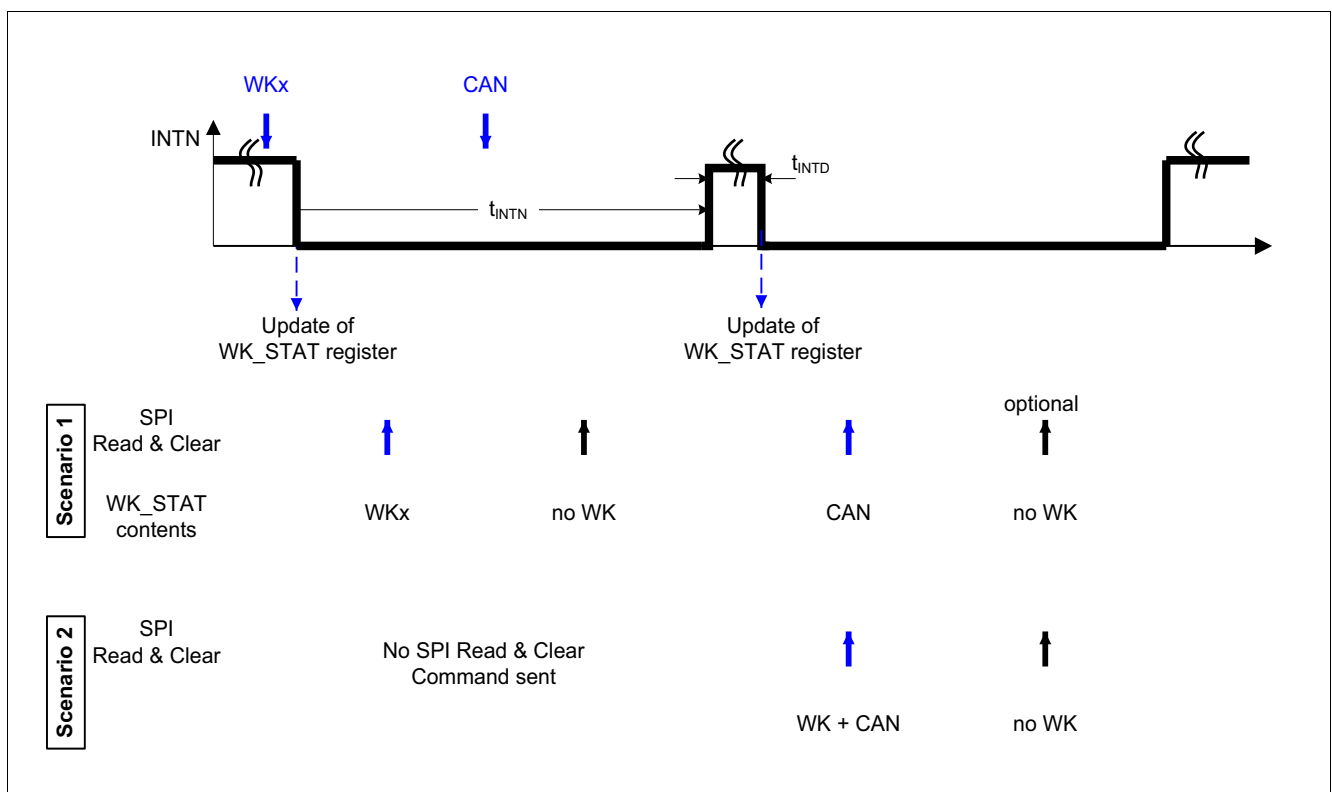 WKx
CAN
INTN
tINTD
tINTN
Update of
WK_STAT register
Update of
WK_STAT register
Scenario 1
SPI
Read & Clear
optional
WK_STAT
contents
WKx
no WK
CAN
no WK
Scenario 2
SPI
Read & Clear
No SPI Read & Clear
Command sent
WK + CAN
no WK